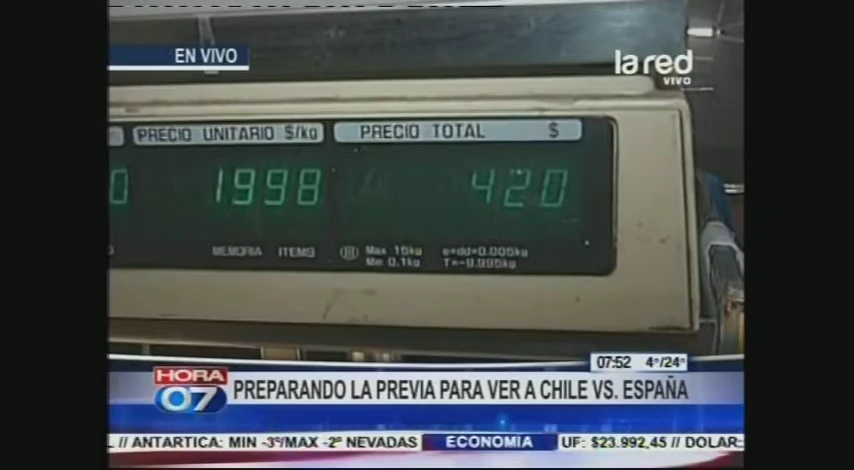 EN VIVO
la red
VIVO
PRECIO UNITARIO $/kg
PRECIO TOTAL $
0
1998
420
MEMORIA ITEMS
Max 15kg
Min 0.1kg
e=dd=0.005kg
T=-9.995kg
07:52 4°/24°
HORA
07
PREPARANDO LA PREVIA PARA VER A CHILE VS. ESPAÑA
// ANTARTICA: MIN -3°/MAX -2° NEVADAS
ECONOMIA
UF: $23.992,45 // DOLAR: